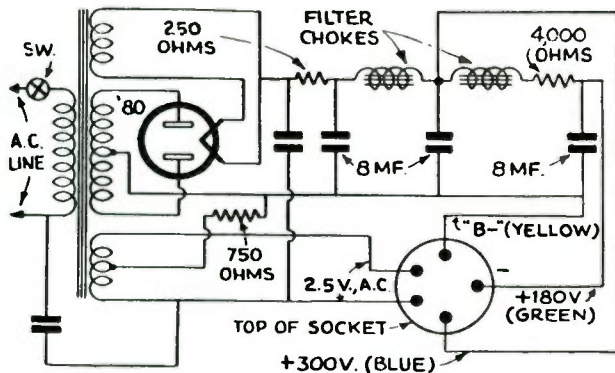 250
OHMS
FILTER
CHOKES
4,000
OHMS
SW.
'80
A.C.
LINE
8 MF.
8 MF.
750
OHMS
"B-" (YELLOW)
2.5 V., A.C.
-
TOP OF SOCKET
+180V
(GREEN)
+300V. (BLUE)